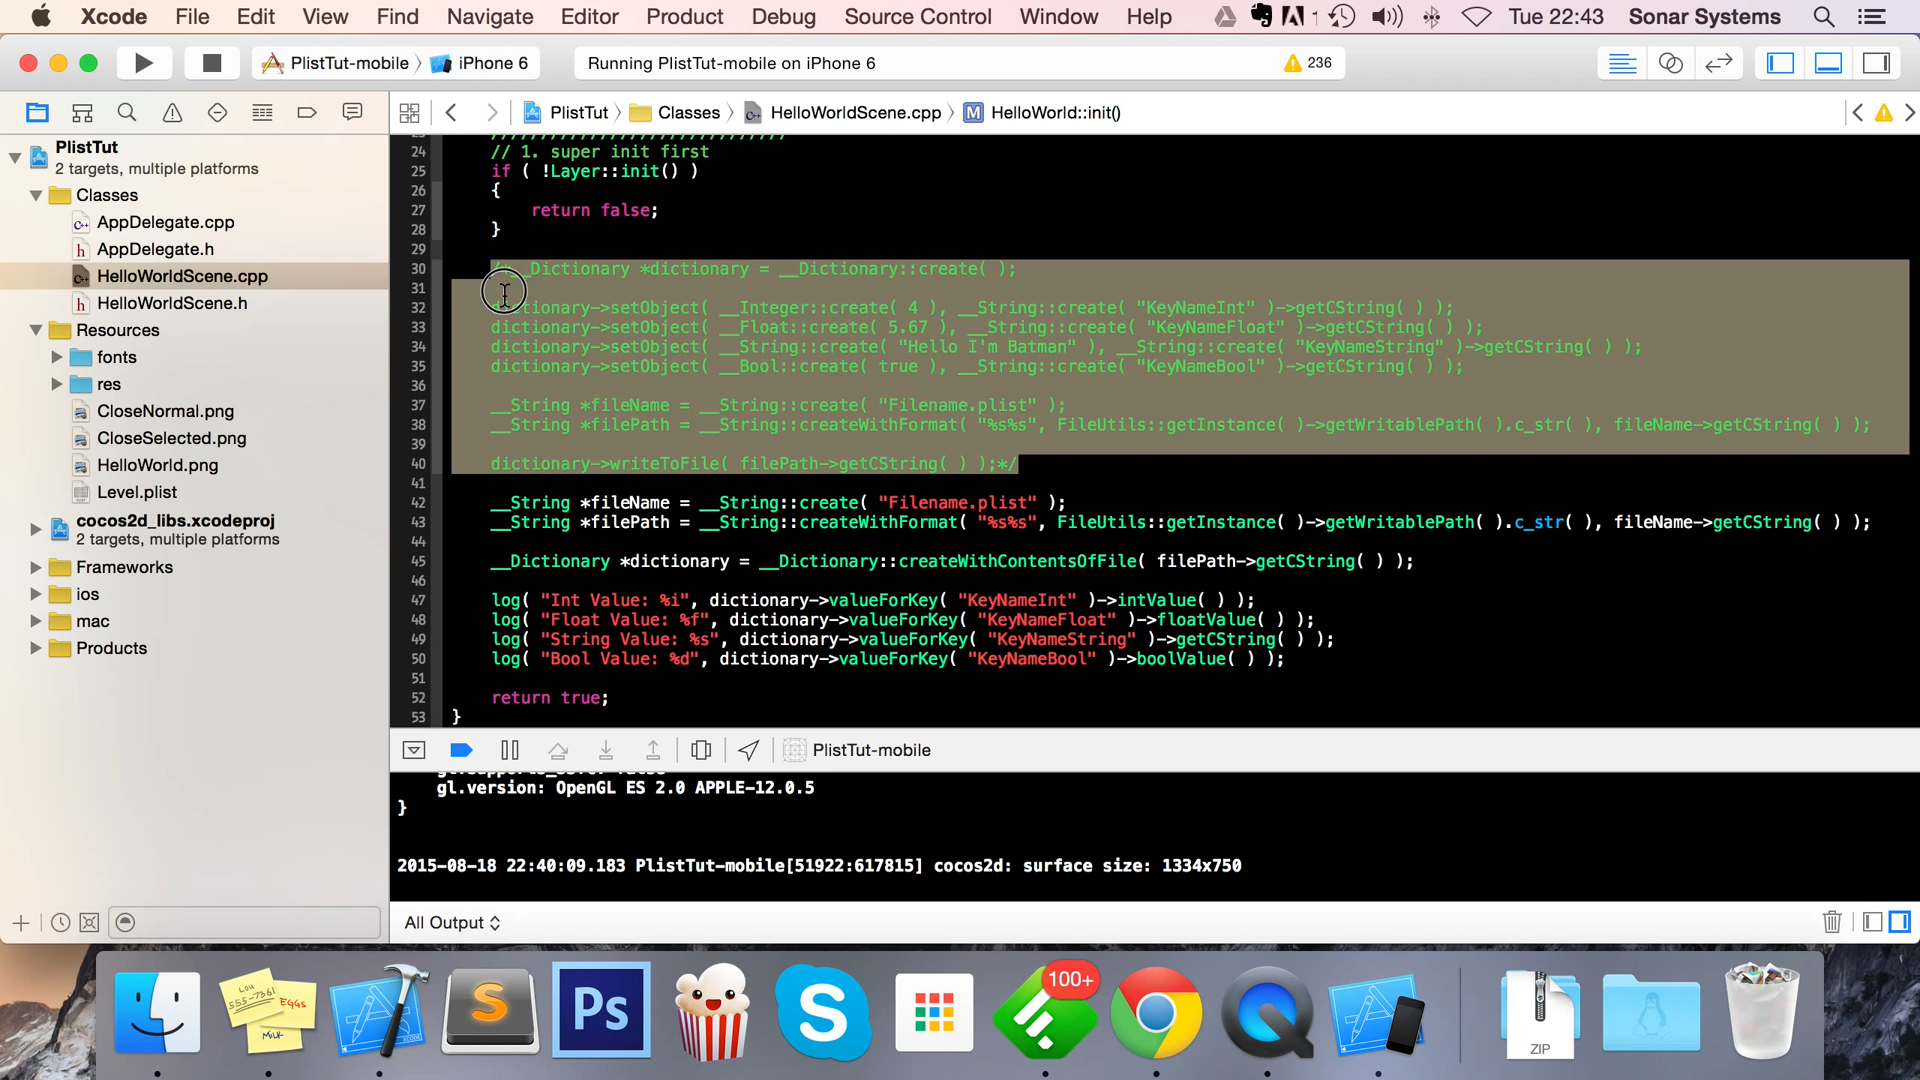 Xcode File Edit View Find Navigate Editor Product Debug Source Control Window Help Tue 22:43 Sonar Systems
PlistTut-mobile iPhone 6 Running PlistTut-mobile on iPhone 6 236
PlistTut Classes HelloWorldScene.cpp M HelloWorld::init()
PlistTut
2 targets, multiple platforms
Classes
AppDelegate.cpp
AppDelegate.h
HelloWorldScene.cpp
HelloWorldScene.h
Resources
fonts
res
CloseNormal.png
CloseSelected.png
HelloWorld.png
Level.plist
cocos2d_libs.xcodeproj
2 targets, multiple platforms
Frameworks
ios
mac
Products
24 // 1. super init first
25 if ( !Layer::init() )
26 {
27 return false;
28 }
29
30 /*__Dictionary *dictionary = __Dictionary::create( );
31
32 dictionary->setObject( __Integer::create( 4 ), __String::create( "KeyNameInt" )->getCString( ) );
33 dictionary->setObject( __Float::create( 5.67 ), __String::create( "KeyNameFloat" )->getCString( ) );
34 dictionary->setObject( __String::create( "Hello I'm Batman" ), __String::create( "KeyNameString" )->getCString( ) );
35 dictionary->setObject( __Bool::create( true ), __String::create( "KeyNameBool" )->getCString( ) );
36
37 __String *fileName = __String::create( "Filename.plist" );
38 __String *filePath = __String::createWithFormat( "%s%s", FileUtils::getInstance( )->getWritablePath( ).c_str( ), fileName->getCString( ) );
39
40 dictionary->writeToFile( filePath->getCString( ) );*/
41
42 __String *fileName = __String::create( "Filename.plist" );
43 __String *filePath = __String::createWithFormat( "%s%s", FileUtils::getInstance( )->getWritablePath( ).c_str( ), fileName->getCString( ) );
44
45 __Dictionary *dictionary = __Dictionary::createWithContentsOfFile( filePath->getCString( ) );
46
47 log( "Int Value: %i", dictionary->valueForKey( "KeyNameInt" )->intValue( ) );
48 log( "Float Value: %f", dictionary->valueForKey( "KeyNameFloat" )->floatValue( ) );
49 log( "String Value: %s", dictionary->valueForKey( "KeyNameString" )->getCString( ) );
50 log( "Bool Value: %d", dictionary->valueForKey( "KeyNameBool" )->boolValue( ) );
51
52 return true;
53 }
PlistTut-mobile
gl.version: OpenGL ES 2.0 APPLE-12.0.5
}
2015-08-18 22:40:09.183 PlistTut-mobile[51922:617815] cocos2d: surface size: 1334x750
All Output
Lou
555-7361
EGGS
MILK
S
Ps
S
100+
ZIP